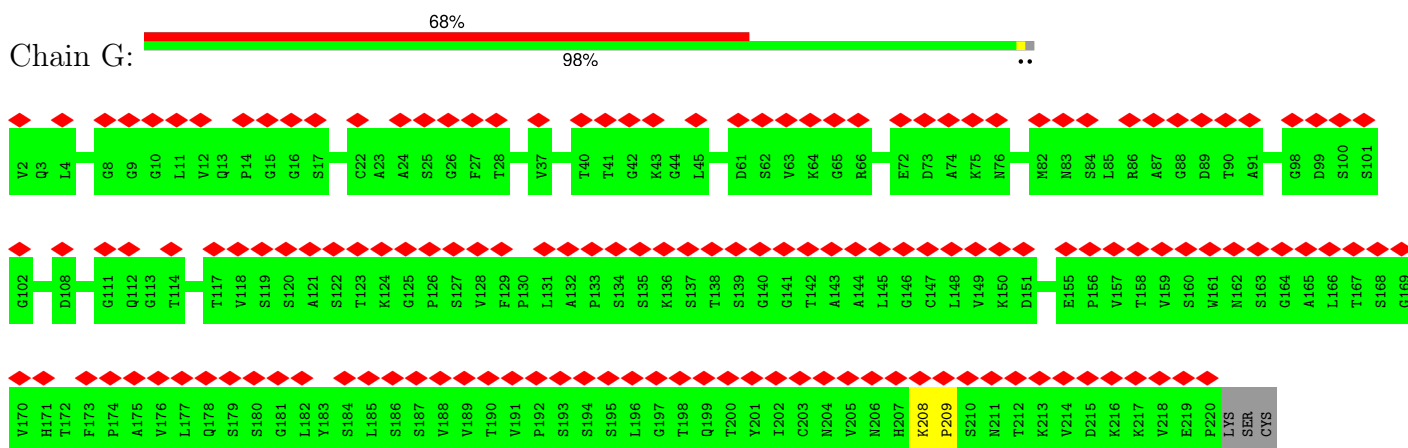 68%
Chain G:
98%
••
V2 Q3 L4 G8 G9 G10 L11 V12 Q13 P14 G15 G16 S17 C22 A23 A24 S25 G26 F27 T28 V37 T40 T41 G42 K43 G44 L45 D61 S62 V63 K64 G65 R66 E72 D73 A74 K75 N76 M82 N83 S84 L85 R86 A87 G88 D89 T90 A91 G98 D99 S100 S101
G102 D108 G111 Q112 G113 T114 T117 V118 S119 S120 A121 S122 T123 K124 G125 P126 S127 V128 F129 P130 L131 A132 P133 S134 S135 K136 S137 T138 S139 G140 G141 T142 A143 A144 L145 G146 C147 L148 V149 K150 D151 E155 P156 V157 T158 V159 S160 W161 N162 S163 G164 A165 L166 T167 S168 G169
V170 H171 T172 F173 P174 A175 V176 L177 Q178 S179 S180 G181 L182 Y183 S184 L185 S186 S187 V188 V189 T190 V191 P192 S193 S194 S195 L196 G197 T198 Q199 T200 Y201 I202 C203 N204 V205 N206 H207 K208 P209 S210 N211 T212 K213 V214 D215 K216 K217 V218 E219 P220 LYS SER CYS